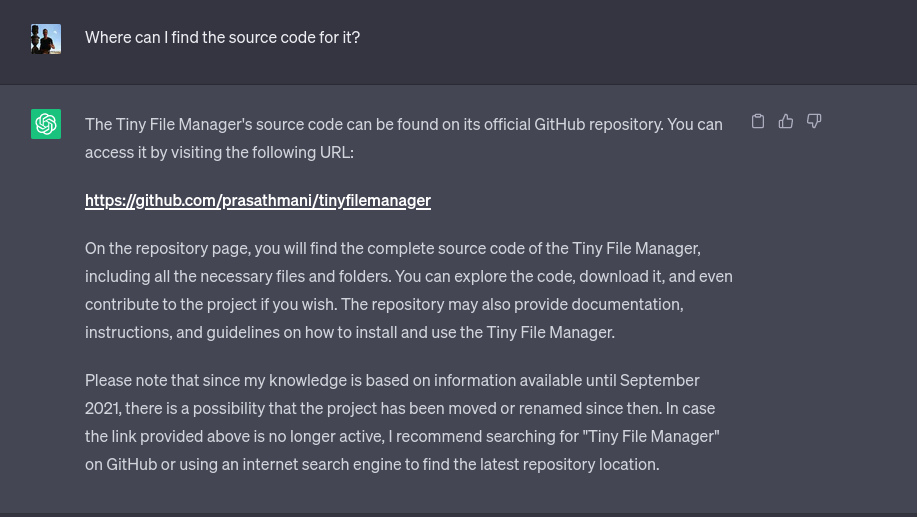 Where can I find the source code for it?
The Tiny File Manager's source code can be found on its official GitHub repository. You can
access it by visiting the following URL:
https://github.com/prasathmani/tinyfilemanager
On the repository page, you will find the complete source code of the Tiny File Manager,
including all the necessary files and folders. You can explore the code, download it, and even
contribute to the project if you wish. The repository may also provide documentation,
instructions, and guidelines on how to install and use the Tiny File Manager.
Please note that since my knowledge is based on information available until September
2021, there is a possibility that the project has been moved or renamed since then. In case
the link provided above is no longer active, I recommend searching for "Tiny File Manager"
on GitHub or using an internet search engine to find the latest repository location.